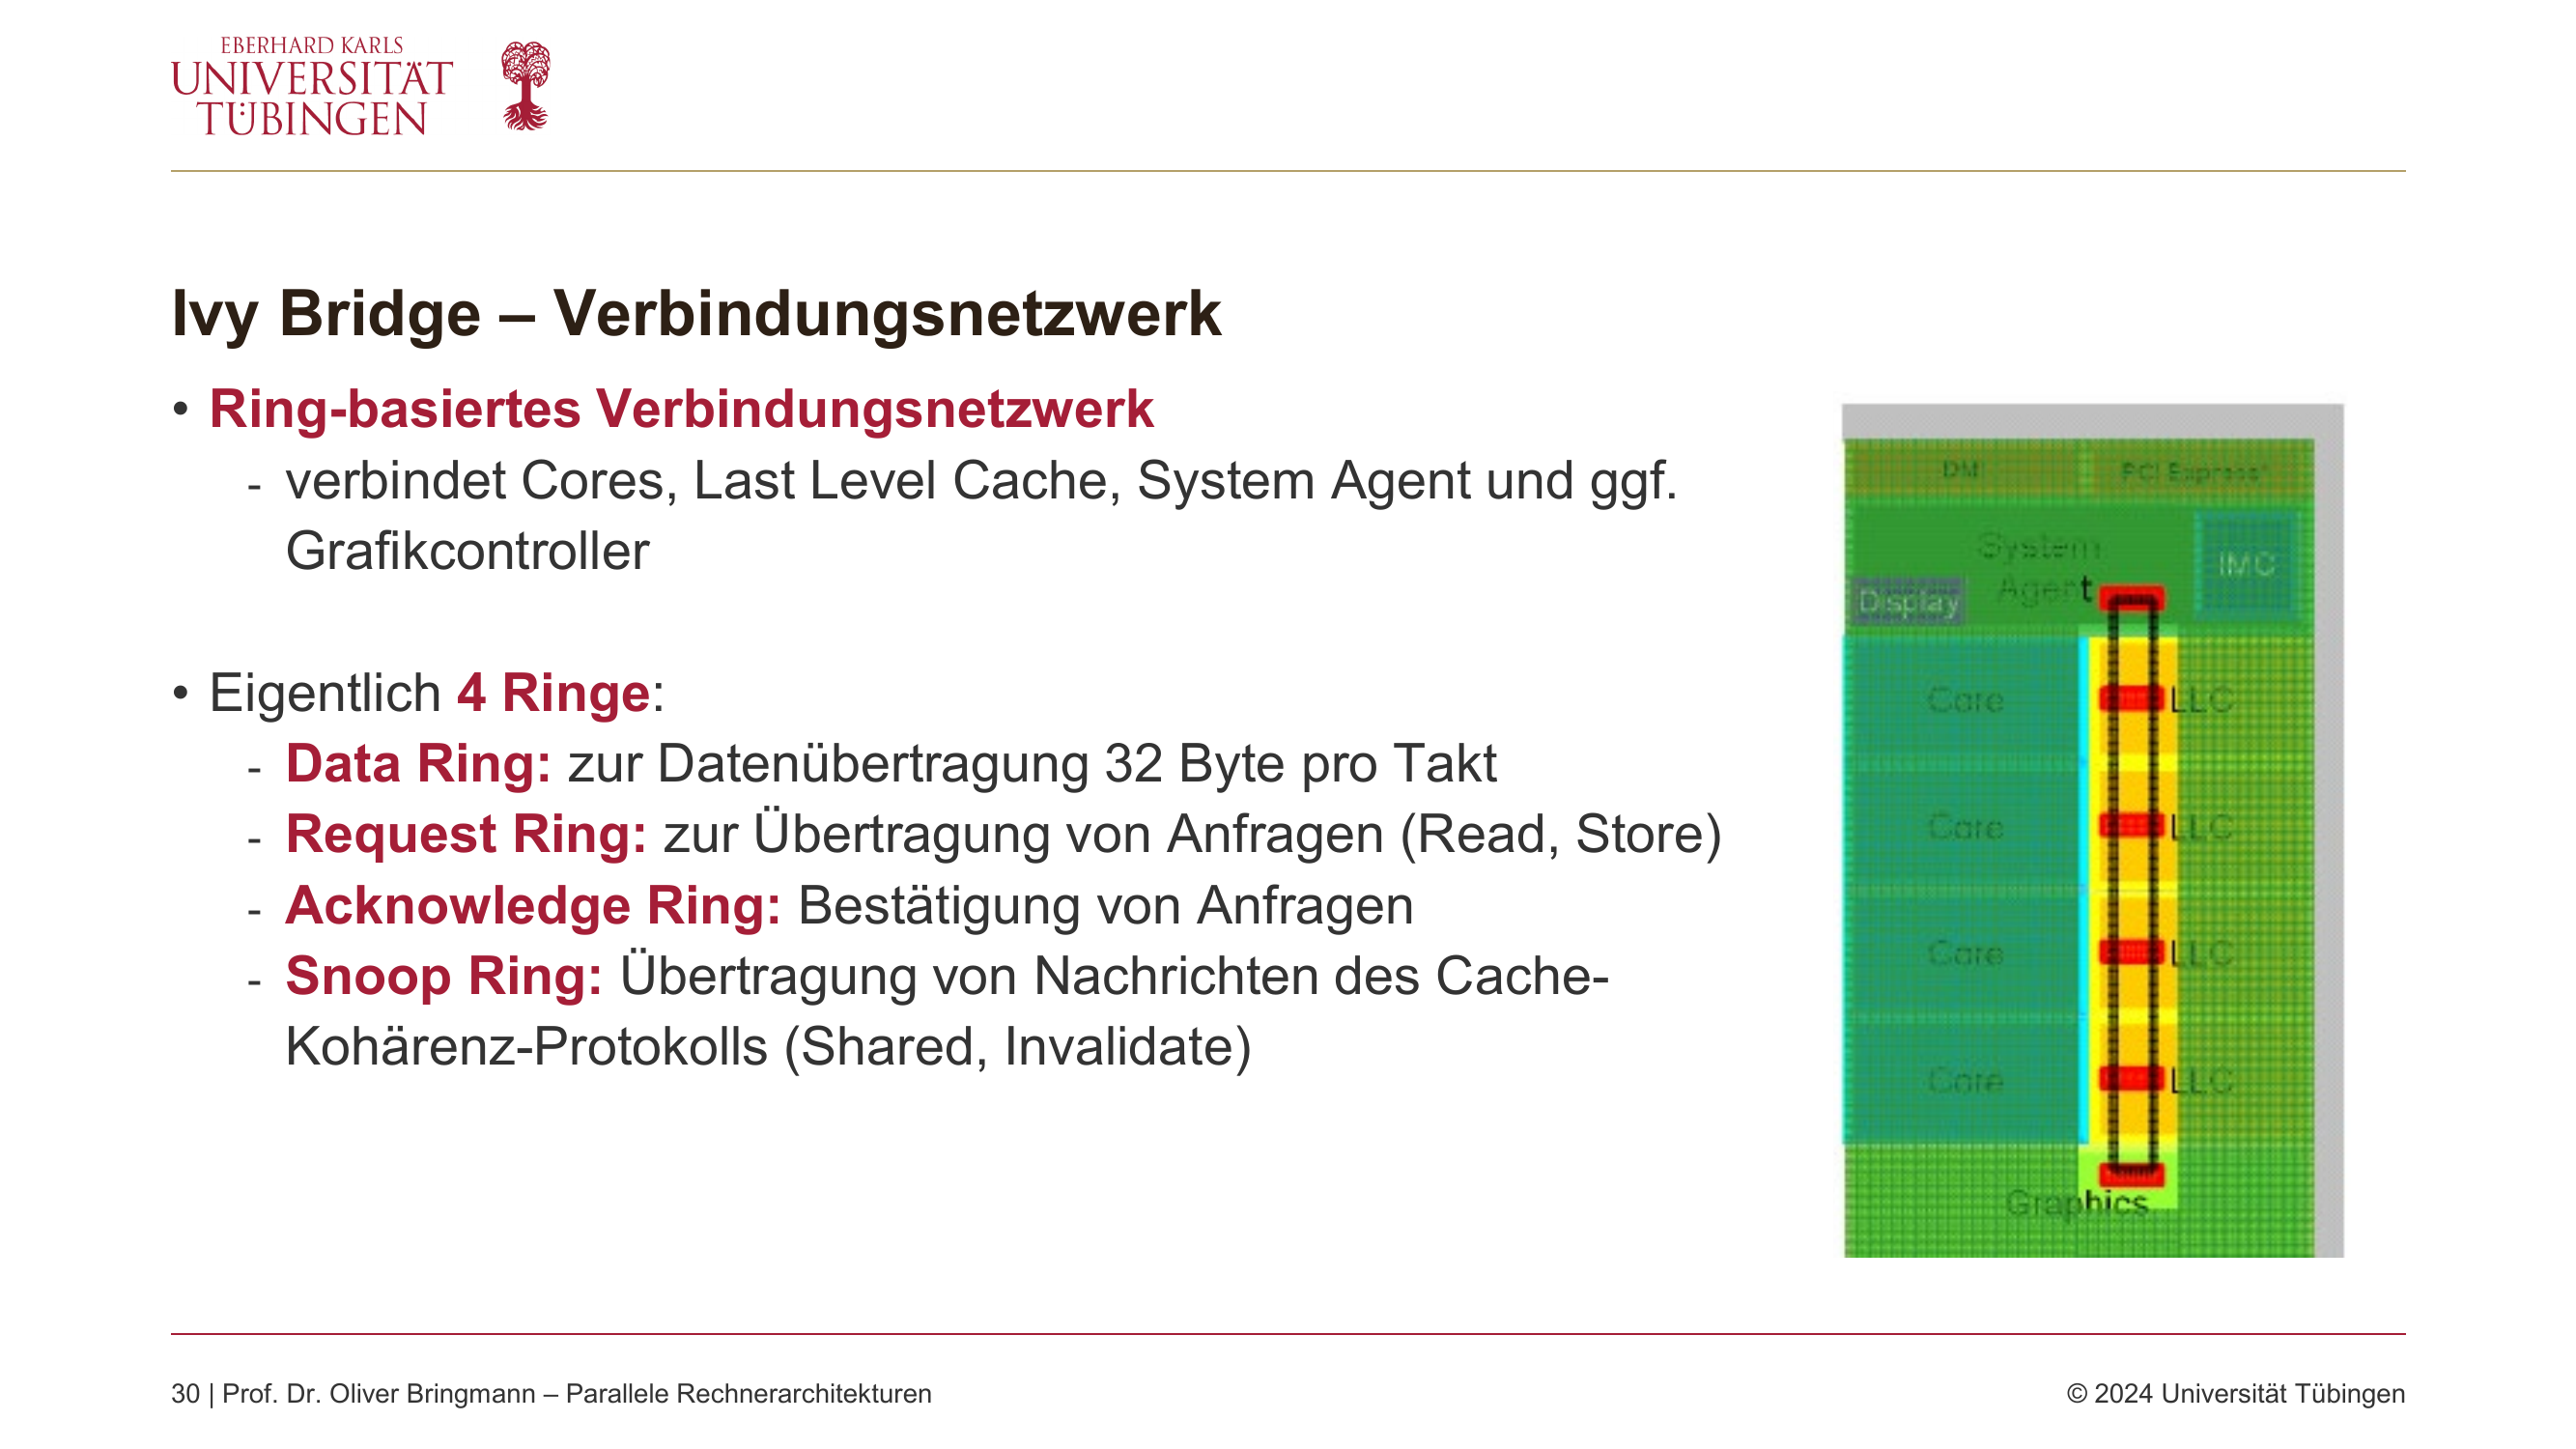 EBERHARD KARLS
UNIVERSITÄT
TÜBINGEN
Ivy Bridge – Verbindungsnetzwerk
• Ring-basiertes Verbindungsnetzwerk
- verbindet Cores, Last Level Cache, System Agent und ggf.
Grafikcontroller
• Eigentlich 4 Ringe:
- Data Ring: zur Datenübertragung 32 Byte pro Takt
- Request Ring: zur Übertragung von Anfragen (Read, Store)
- Acknowledge Ring: Bestätigung von Anfragen
- Snoop Ring: Übertragung von Nachrichten des Cache-
Kohärenz-Protokolls (Shared, Invalidate)
DMI
PCI Express*
System
Agent
IMC
Display
Core
LLC
Core
LLC
Core
LLC
Core
LLC
Graphics
30 | Prof. Dr. Oliver Bringmann – Parallele Rechnerarchitekturen
© 2024 Universität Tübingen